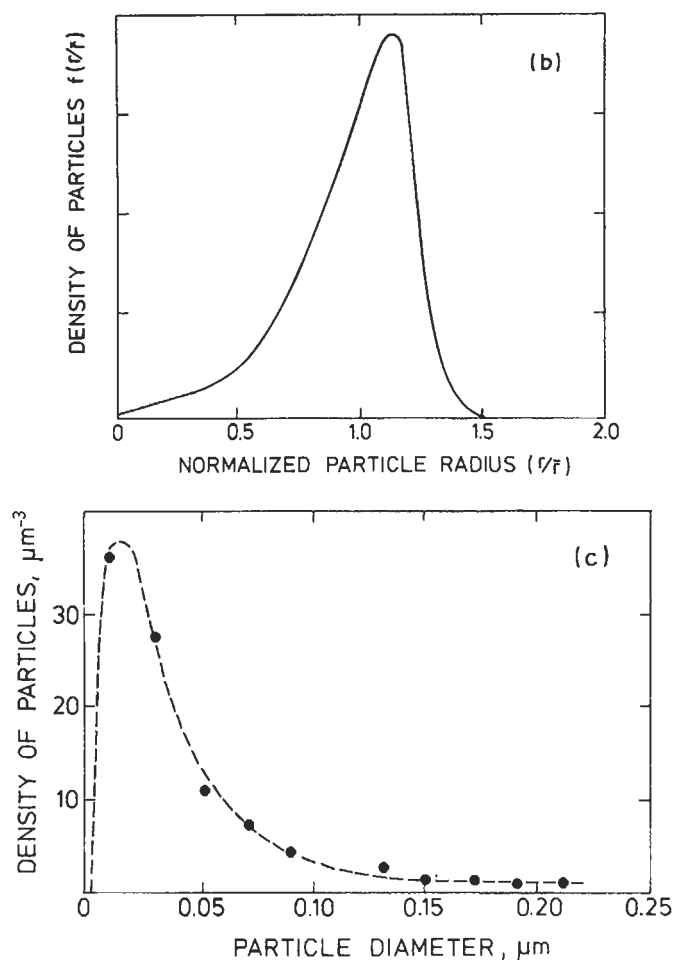 (b)
DENSITY OF PARTICLES f(r/r̄)
0 0.5 1.0 1.5 2.0
NORMALIZED PARTICLE RADIUS (r/r̄)
(c)
DENSITY OF PARTICLES, μm⁻³
30
20
10
0 0.05 0.10 0.15 0.20 0.25
PARTICLE DIAMETER, μm